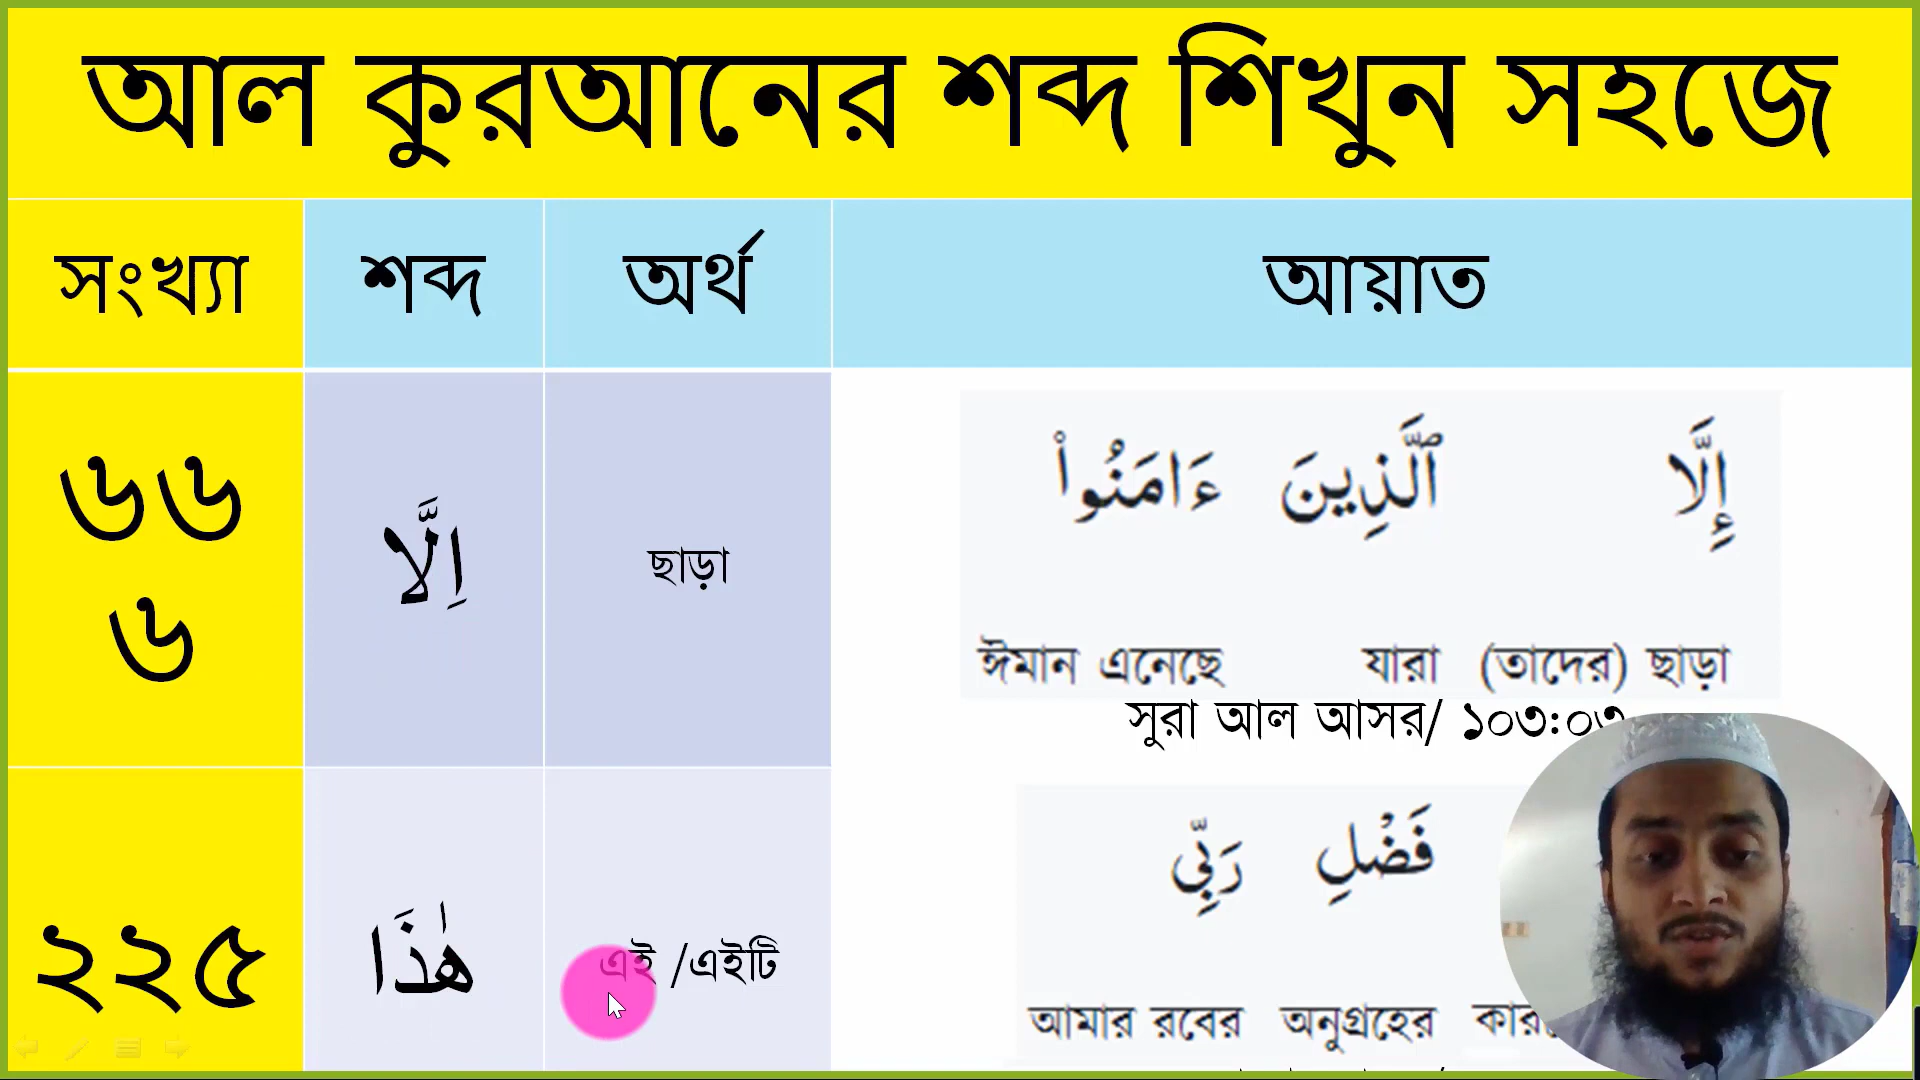 আল কুরআনের শব্দ শিখুন সহজে
সংখ্যা শব্দ অর্থ আয়াত
৬৬
৬
اِلَّا
ছাড়া
إِلَّا ٱلَّذِينَ ءَامَنُوا۟
ঈমান এনেছে যারা (তাদের) ছাড়া
সুরা আল আসর/ ১০৩:০৩
২২৫
هٰذَا
এই /এইটি
فَضْلِ رَبِّى
আমার রবের অনুগ্রহের